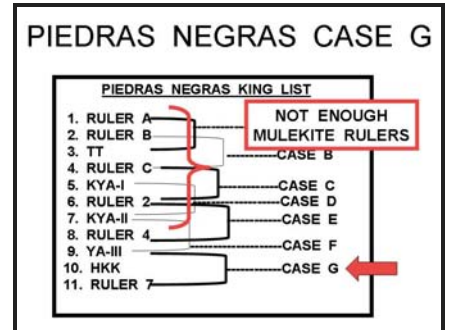 PIEDRAS NEGRAS CASE G
PIEDRAS NEGRAS KING LIST
1. RULER A
2. RULER B
3. TT
4. RULER C
5. KYA-I
6. RULER 2
7. KYA-II
8. RULER 4
9. YA-III
10. HKK
11. RULER 7
NOT ENOUGH
MULEKITE RULERS
CASE B
CASE C
CASE D
CASE E
CASE F
CASE G